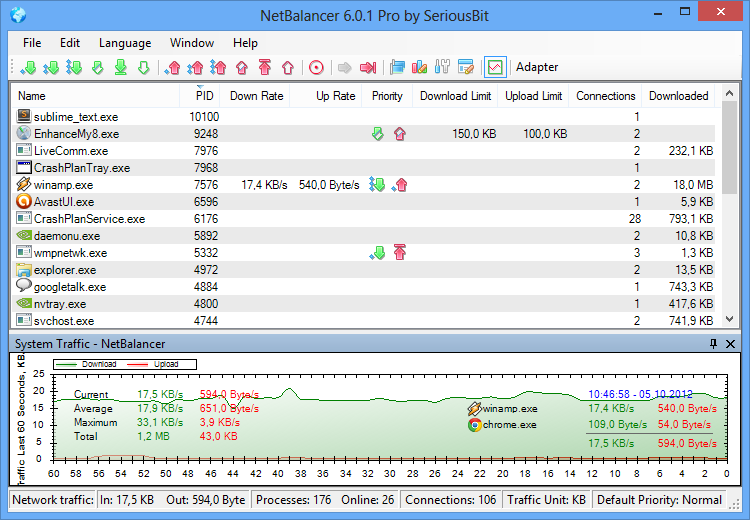 NetBalancer 6.0.1 Pro by SeriousBit
File Edit Language Window Help
Adapter
Name PID Down Rate Up Rate Priority Download Limit Upload Limit Connections Downloaded
sublime_text.exe 10100 1
EnhanceMy8.exe 9248 150,0 KB 100,0 KB 2
LiveComm.exe 7976 2 232,1 KB
CrashPlanTray.exe 7968 1
winamp.exe 7576 17,4 KB/s 540,0 Byte/s 2 18,0 MB
AvastUI.exe 6596 1 5,9 KB
CrashPlanService.exe 6176 28 793,1 KB
daemonu.exe 5892 2 10,8 KB
wmpnetwk.exe 5332 3 1,3 KB
explorer.exe 4972 2 13,5 KB
googletalk.exe 4884 1 743,3 KB
nvtray.exe 4800 1 417,6 KB
svchost.exe 4744 2 741,9 KB
System Traffic - NetBalancer
Download Upload
Traffic Last 60 Seconds, KB
25
20
15
10
5
0
Current 17,5 KB/s 594,0 Byte/s
Average 17,9 KB/s 651,0 Byte/s
Maximum 33,1 KB/s 3,9 KB/s
Total 1,2 MB 43,0 KB
10:46:58 - 05.10.2012
winamp.exe 17,4 KB/s 540,0 Byte/s
chrome.exe 109,0 Byte/s 54,0 Byte/s
17,5 KB/s 594,0 Byte/s
60 58 56 54 52 50 48 46 44 42 40 38 36 34 32 30 28 26 24 22 20 18 16 14 12 10 8 6 4 2 0
Network traffic: In: 17,5 KB Out: 594,0 Byte Processes: 176 Online: 26 Connections: 106 Traffic Unit: KB Default Priority: Normal